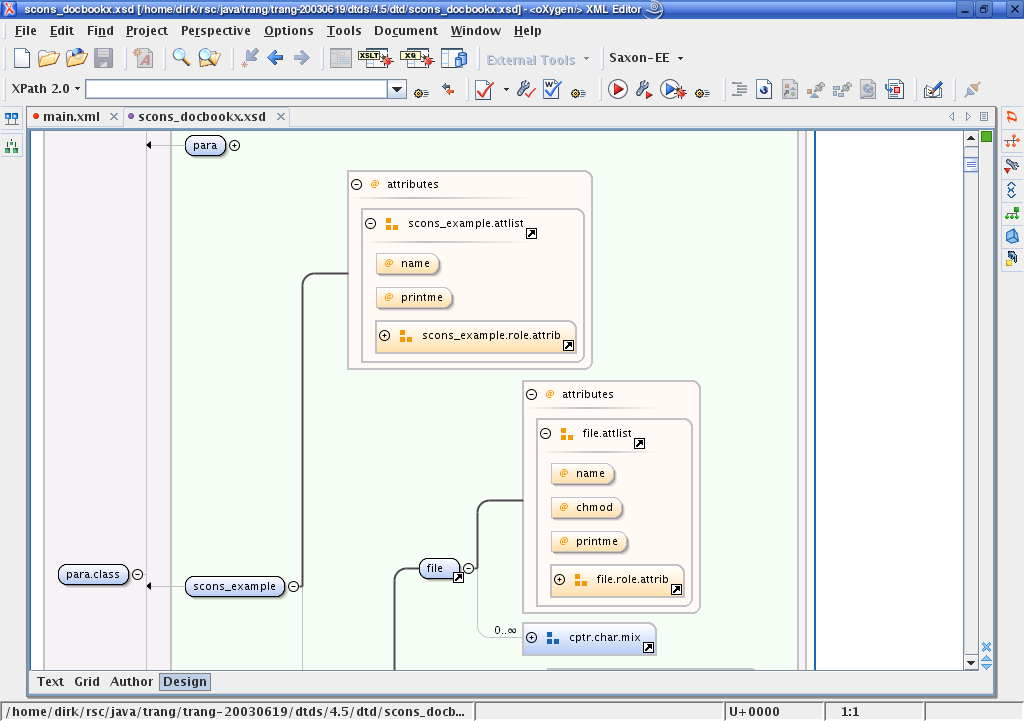 scons_docbookx.xsd [/home/dirk/rsc/java/trang/trang-20030619/dtds/4.5/dtd/scons_docbookx.xsd] - <oXygen/> XML Editor
File Edit Find Project Perspective Options Tools Document Window Help
XSLT XQ External Tools Saxon-EE
XPath 2.0
main.xml scons_docbookx.xsd
para
@ attributes
scons_example.attlist
@ name
@ printme
scons_example.role.attrib
@ attributes
file.attlist
@ name
@ chmod
@ printme
file
para.class
file.role.attrib
scons_example
0..∞
cptr.char.mix
Text Grid Author Design
/home/dirk/rsc/java/trang/trang-20030619/dtds/4.5/dtd/scons_docb... U+0000 1:1